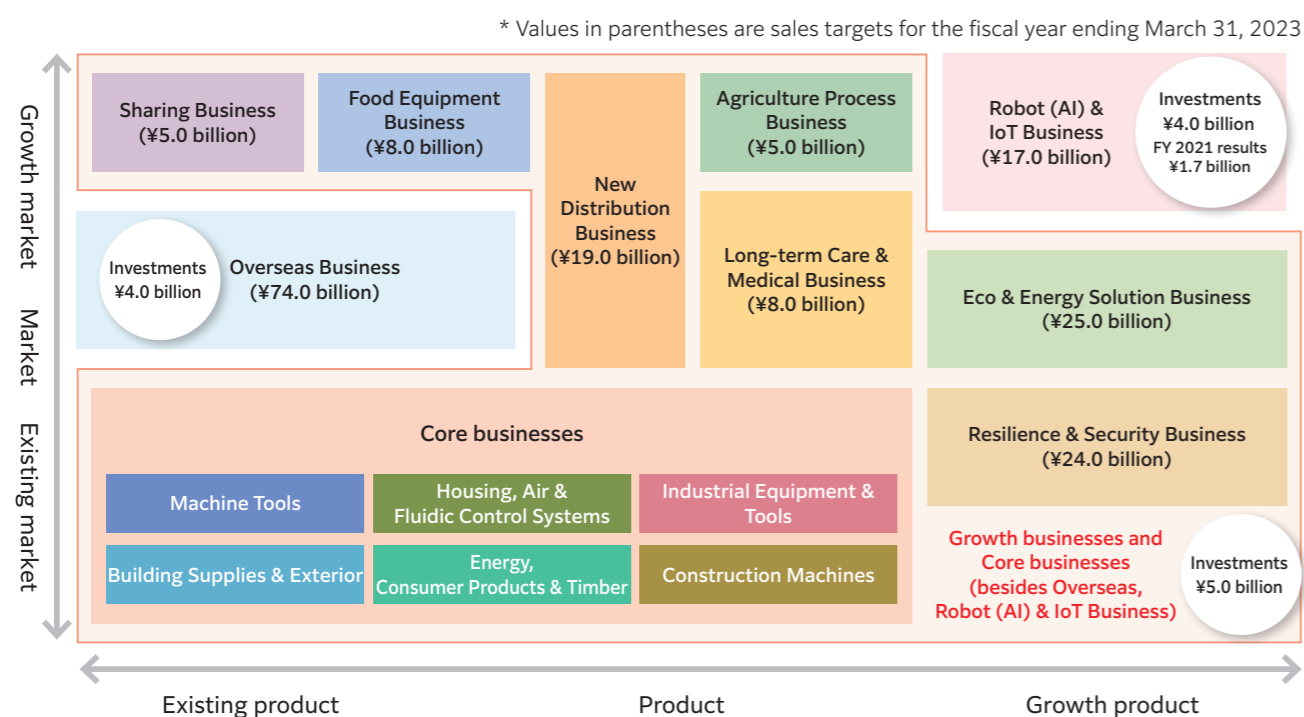 * Values in parentheses are sales targets for the fiscal year ending March 31, 2023
Growth market
Market
Existing market
Sharing Business
(¥5.0 billion)
Food Equipment
Business
(¥8.0 billion)
New
Distribution
Business
(¥19.0 billion)
Agriculture Process
Business
(¥5.0 billion)
Robot (AI) &
IoT Business
(¥17.0 billion)
Investments
¥4.0 billion
FY 2021 results
¥1.7 billion
Investments
¥4.0 billion
Overseas Business
(¥74.0 billion)
Long-term Care &
Medical Business
(¥8.0 billion)
Eco & Energy Solution Business
(¥25.0 billion)
Core businesses
Machine Tools
Housing, Air &
Fluidic Control Systems
Industrial Equipment &
Tools
Building Supplies & Exterior
Energy,
Consumer Products & Timber
Construction Machines
Resilience & Security Business
(¥24.0 billion)
Growth businesses and
Core businesses
(besides Overseas,
Robot (AI) & IoT Business)
Investments
¥5.0 billion
Existing product
Product
Growth product